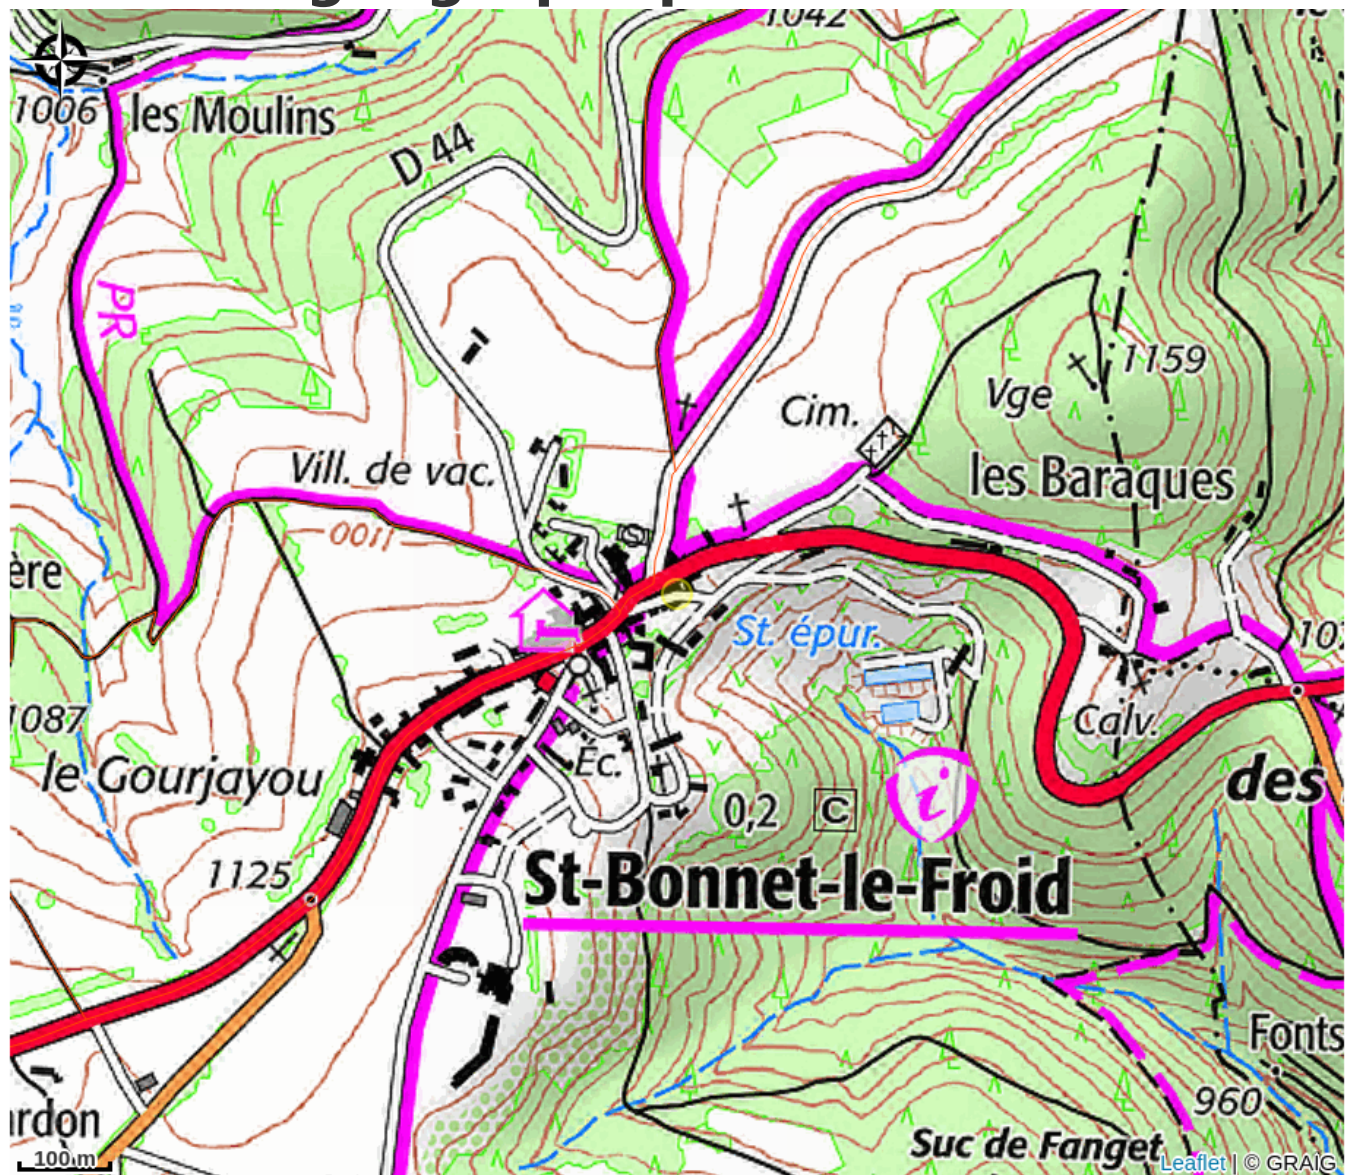 1042
1006
les Moulins
D 44
PR
1159
Vge
Cim.
les Baraques
Vill. de vac.
1100
ère
St. épur.
107
1087
Calv.
le Gourjayou
Éc.
des
0,2 C
i
1125
St-Bonnet-le-Froid
Fonts
960
ardon
Suc de Fanget
100 m
Leaflet | © GRAIG